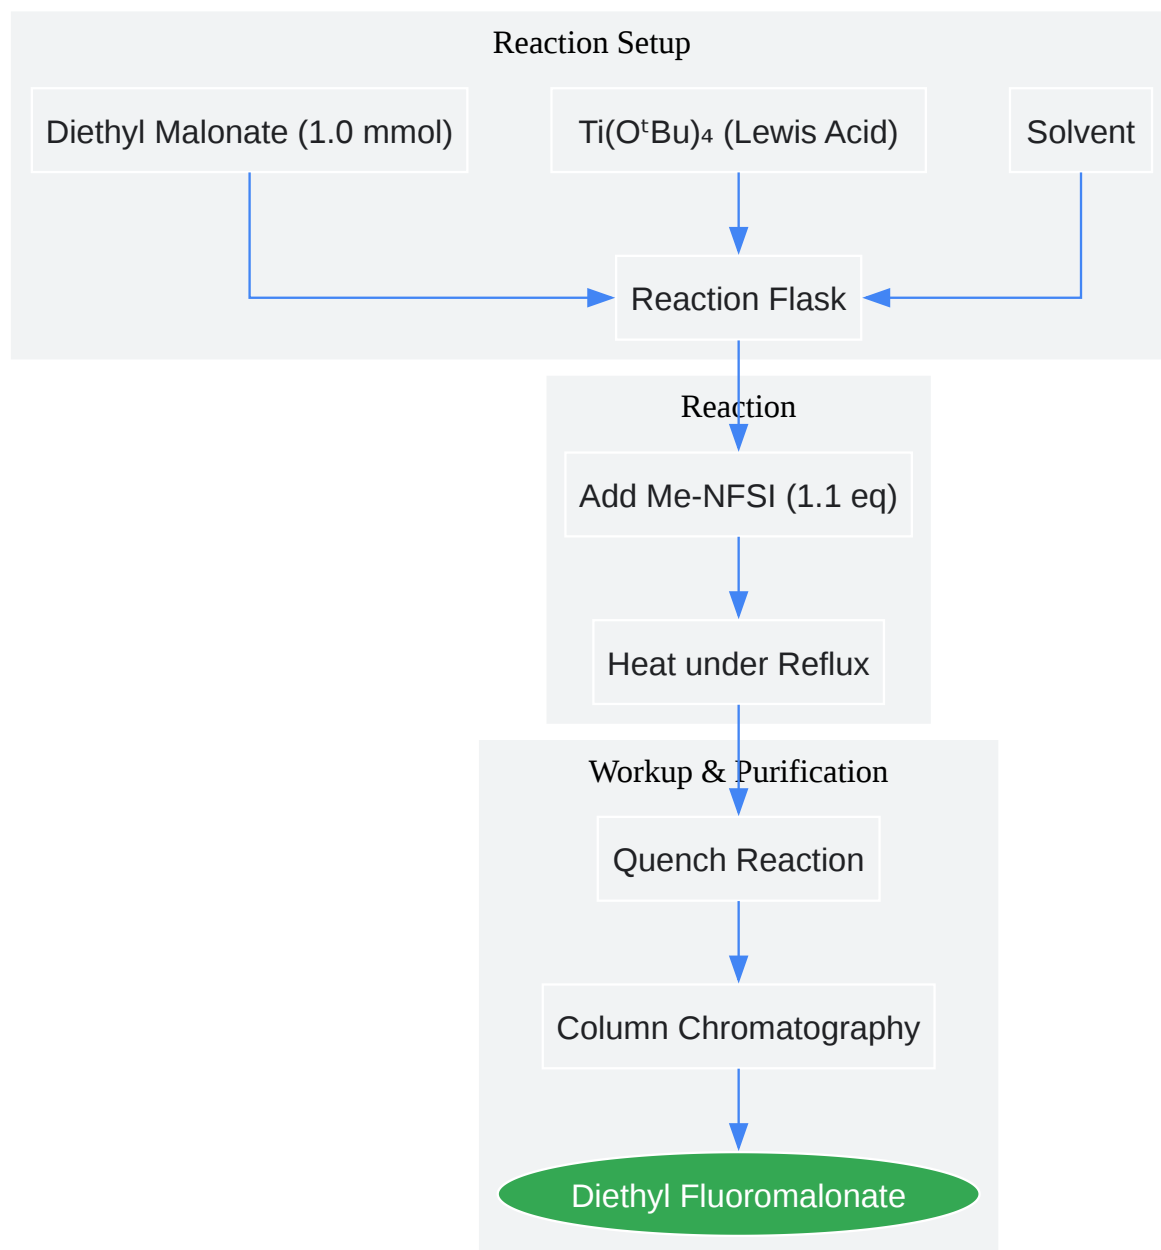 Reaction Setup
Diethyl Malonate (1.0 mmol)
Ti(OᵗBu)₄ (Lewis Acid)
Solvent
Reaction Flask
Reaction
Add Me-NFSI (1.1 eq)
Heat under Reflux
Workup & Purification
Quench Reaction
Column Chromatography
Diethyl Fluoromalonate